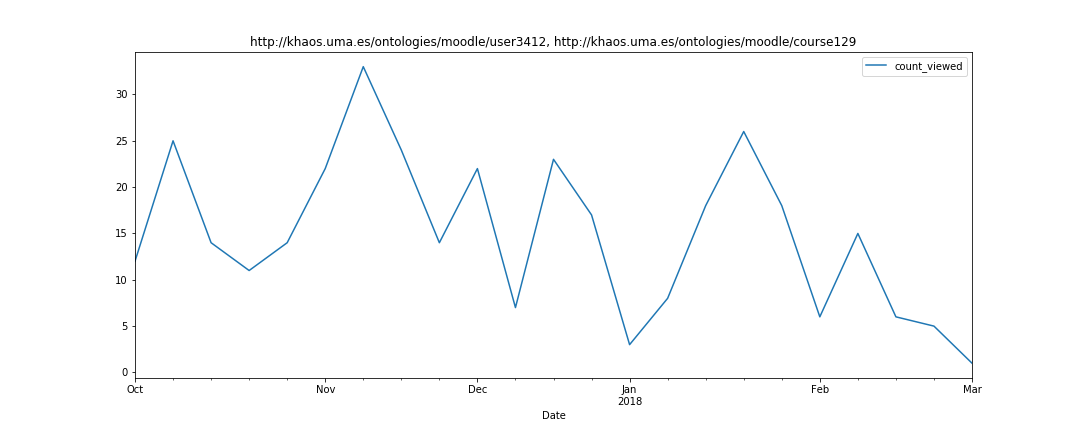 http://khaos.uma.es/ontologies/moodle/user3412, http://khaos.uma.es/ontologies/moodle/course129
count_viewed
30
25
20
15
10
5
0
Oct
Nov
Dec
Jan
2018
Feb
Mar
Date